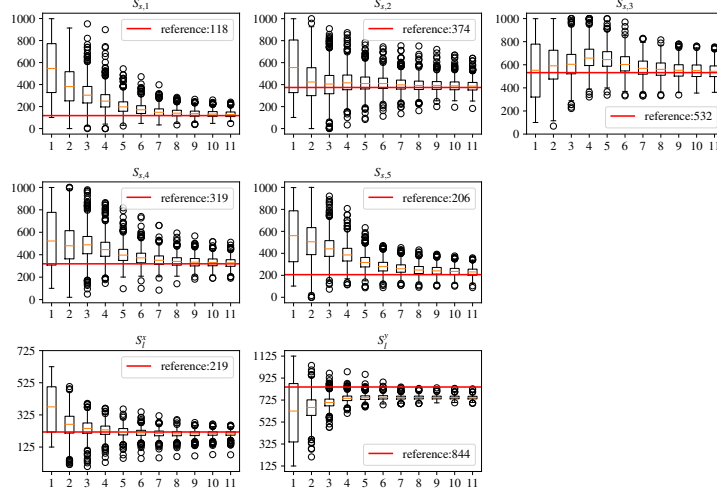 S_{s,1} S_{s,2} S_{s,3}
1000 1000 1000
800 800 800
600 600 600
400 400 400
200 200 200
0 0 0
reference:118 reference:374 reference:532
1 2 3 4 5 6 7 8 9 10 11 1 2 3 4 5 6 7 8 9 10 11 1 2 3 4 5 6 7 8 9 10 11
S_{s,4} S_{s,5}
1000 1000
800 800
600 600
400 400
200 200
0 0
reference:319 reference:206
1 2 3 4 5 6 7 8 9 10 11 1 2 3 4 5 6 7 8 9 10 11
S_l^x S_l^y
725 1125
525 925
325 725
125 525
325
125
reference:219 reference:844
1 2 3 4 5 6 7 8 9 10 11 1 2 3 4 5 6 7 8 9 10 11